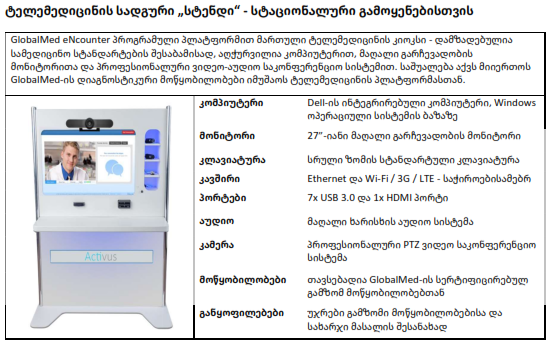 ტელემედიცინის სადგური „სტენდი“ - სტაციონალური გამოყენებისთვის
GlobalMed eNcounter პროგრამული პლატფორმით მართული ტელემედიცინის კიოსკი - დამზადებულია
სამედიცინო სტანდარტების შესაბამისად, აღჭურვილია კომპიუტერით, მაღალი გარჩევადობის
მონიტორითა და პროფესიონალური ვიდეო-აუდიო საკონფერენციო სისტემით. საშუალება აქვს მიიერთოს
GlobalMed-ის დიაგნოსტიკური მოწყობილობები იმუშაოს ტელემედიცინის პლატფორმასთან.
კომპიუტერი Dell-ის ინტეგრირებული კომპიუტერი, Windows
ოპერაციული სისტემის ბაზაზე
მონიტორი 27”-იანი მაღალი გარჩევადობის მონიტორი
კლავიატურა სრული ზომის სტანდარტული კლავიატურა
კავშირი Ethernet და Wi-Fi / 3G / LTE - საჭიროებისამებრ
პორტები 7x USB 3.0 და 1x HDMI პორტი
აუდიო მაღალი ხარისხის აუდიო სისტემა
კამერა პროფესიონალური PTZ ვიდეო საკონფერენციო
სისტემა
მოწყობილობები თავსებადია GlobalMed-ის სერტიფიცირებულ
გამზომ მოწყობილობებთან
განყოფილებები უჯრები გამზომი მოწყობილობებისა და
სახარჯი მასალის შესანახად
Activus